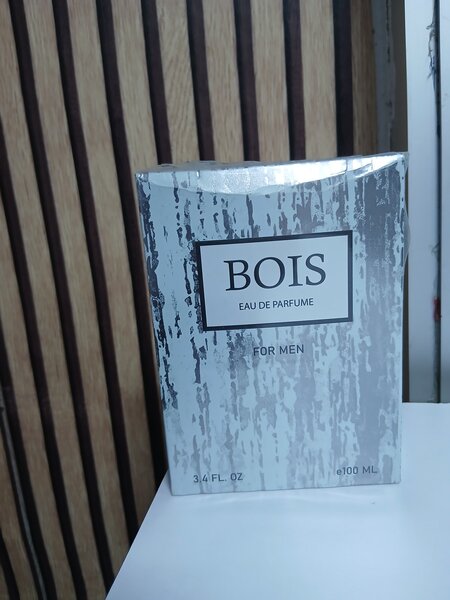 BOIS
EAU DE PARFUME
FOR MEN
3.4 FL. OZ
e100 ML